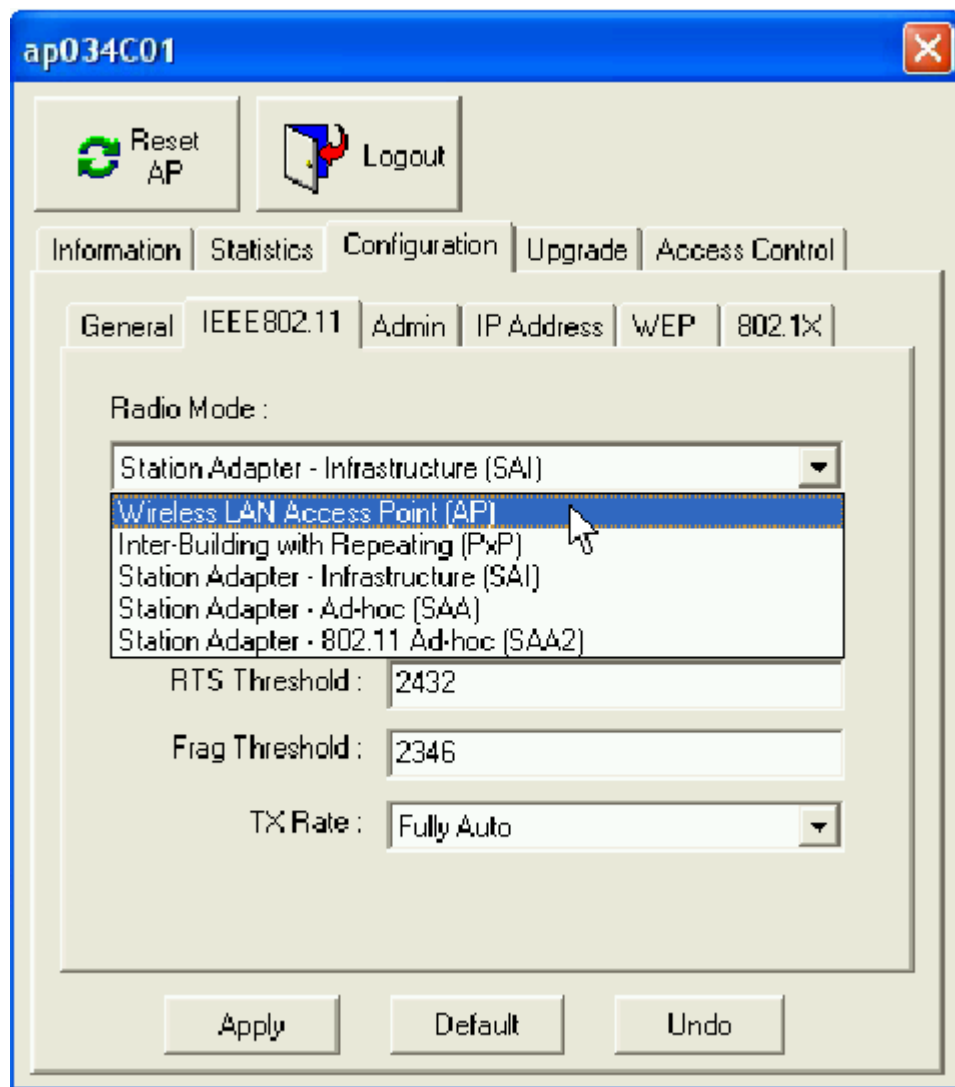 ap034C01
Reset
AP
Logout
Information Statistics Configuration Upgrade Access Control
General IEEE802.11 Admin IP Address WEP 802.1X
Radio Mode :
Station Adapter - Infrastructure (SAI)
Wireless LAN Access Point (AP)
Inter-Building with Repeating (PxP)
Station Adapter - Infrastructure (SAI)
Station Adapter - Ad-hoc (SAA)
Station Adapter - 802.11 Ad-hoc (SAA2)
RTS Threshold : 2432
Frag Threshold : 2346
TX Rate : Fully Auto
Apply Default Undo